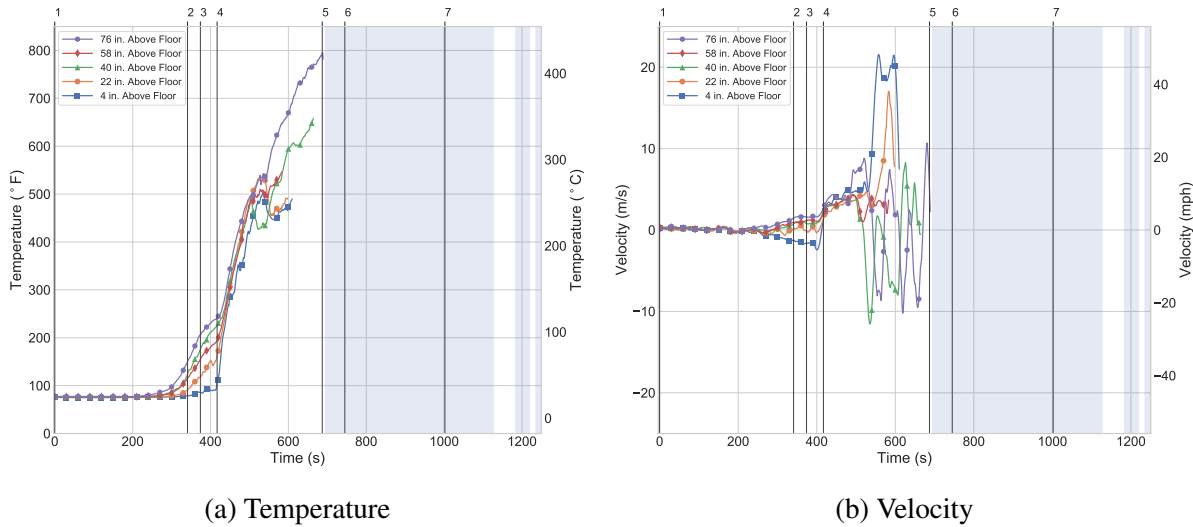 1 2 3 4 5 6 7
76 in. Above Floor
58 in. Above Floor
40 in. Above Floor
22 in. Above Floor
4 in. Above Floor
Temperature (°F)
800
700
600
500
400
300
200
100
0
Temperature (°C)
400
300
200
100
0
0 200 400 600 800 1000 1200
Time (s)
(a) Temperature
1 2 3 4 5 6 7
76 in. Above Floor
58 in. Above Floor
40 in. Above Floor
22 in. Above Floor
4 in. Above Floor
Velocity (m/s)
20
10
0
−10
−20
Velocity (mph)
40
20
0
−20
−40
0 200 400 600 800 1000 1200
Time (s)
(b) Velocity